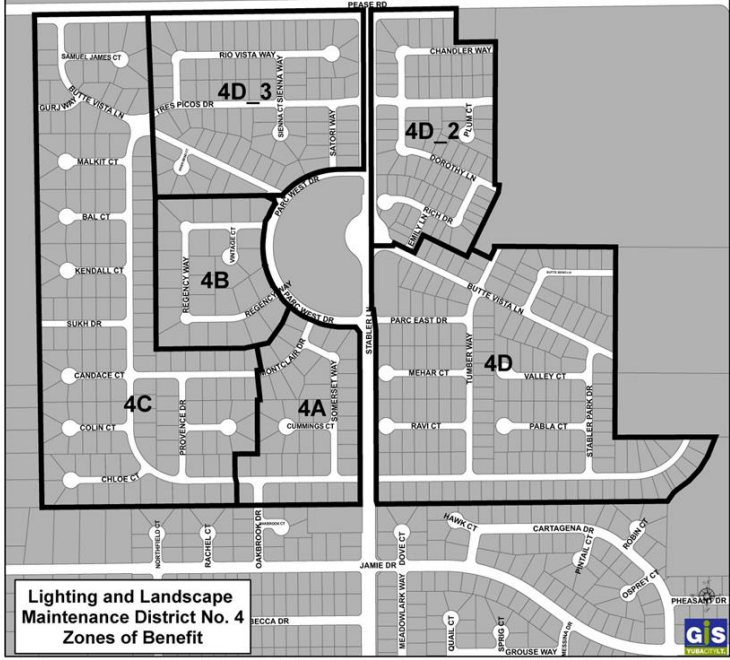 PEASE RD
SAMUEL JAMES CT
RIO VISTA WAY
CHANDLER WAY
SIENNA WAY
4D_3
BUTTE VISTA LN
GURJ WAY
TRES PICOS DR
SIENNA CT
SATORI WAY
4D_2
PLUM CT
MALKIT CT
DOROTHY LN
PARC WEST DR
BAL CT
RICH DR
EMILY LN
VINTAGE CT
REGENCY WAY
4B
KENDALL CT
BUTTE VISTA LN
REGENCY WAY
PARC WEST DR
SUKH DR
STABLER LN
PARC EAST DR
TUMBER WAY
4D
MONTCLAIR DR
SOMERSET WAY
CANDACE CT
MEHAR CT
VALLEY CT
4C
PROVENCE DR
4A
STABLER PARK DR
COLIN CT
CUMMINGS CT
RAVI CT
PABLA CT
CHLOE CT
OAKBROOK DR
HAWK CT
CARTAGENA DR
ROBIN CT
NORTHFIELD CT
RACHEL CT
DOVE CT
PINTAIL CT
JAMIE DR
OSPREY CT
PHEASANT DR
Lighting and Landscape
Maintenance District No. 4
Zones of Benefit
BECCA DR
MEADOWLARK WAY
QUAIL CT
SPRIG CT
GROUSE WAY
MESSINA DR
GIS
YUBACITY